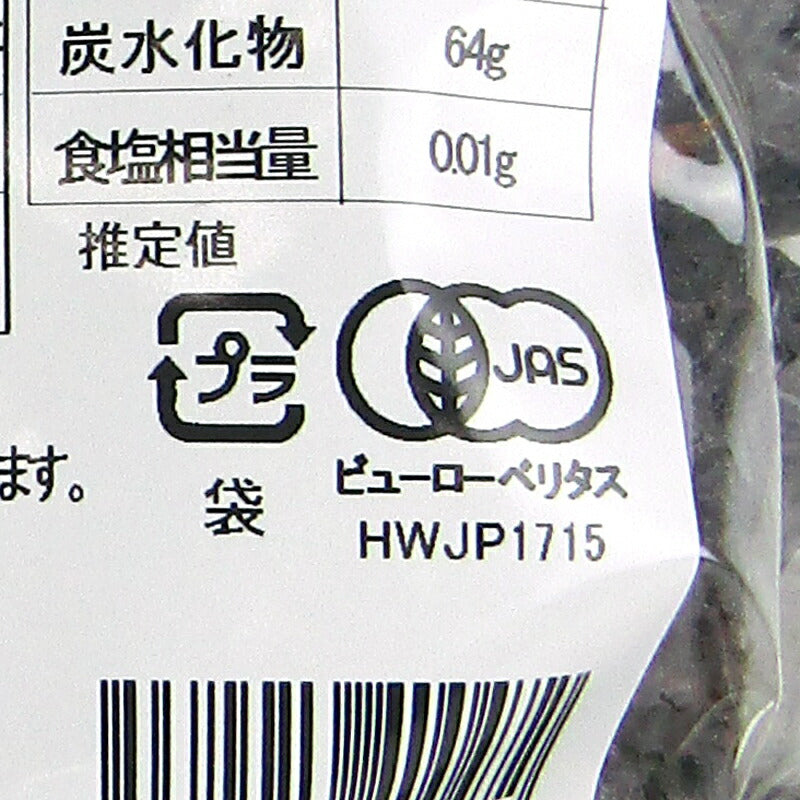 炭水化物 64g
食塩相当量 0.01g
推定値
プラ
JAS
ます。
袋
ビューローベリタス
HWJP1715